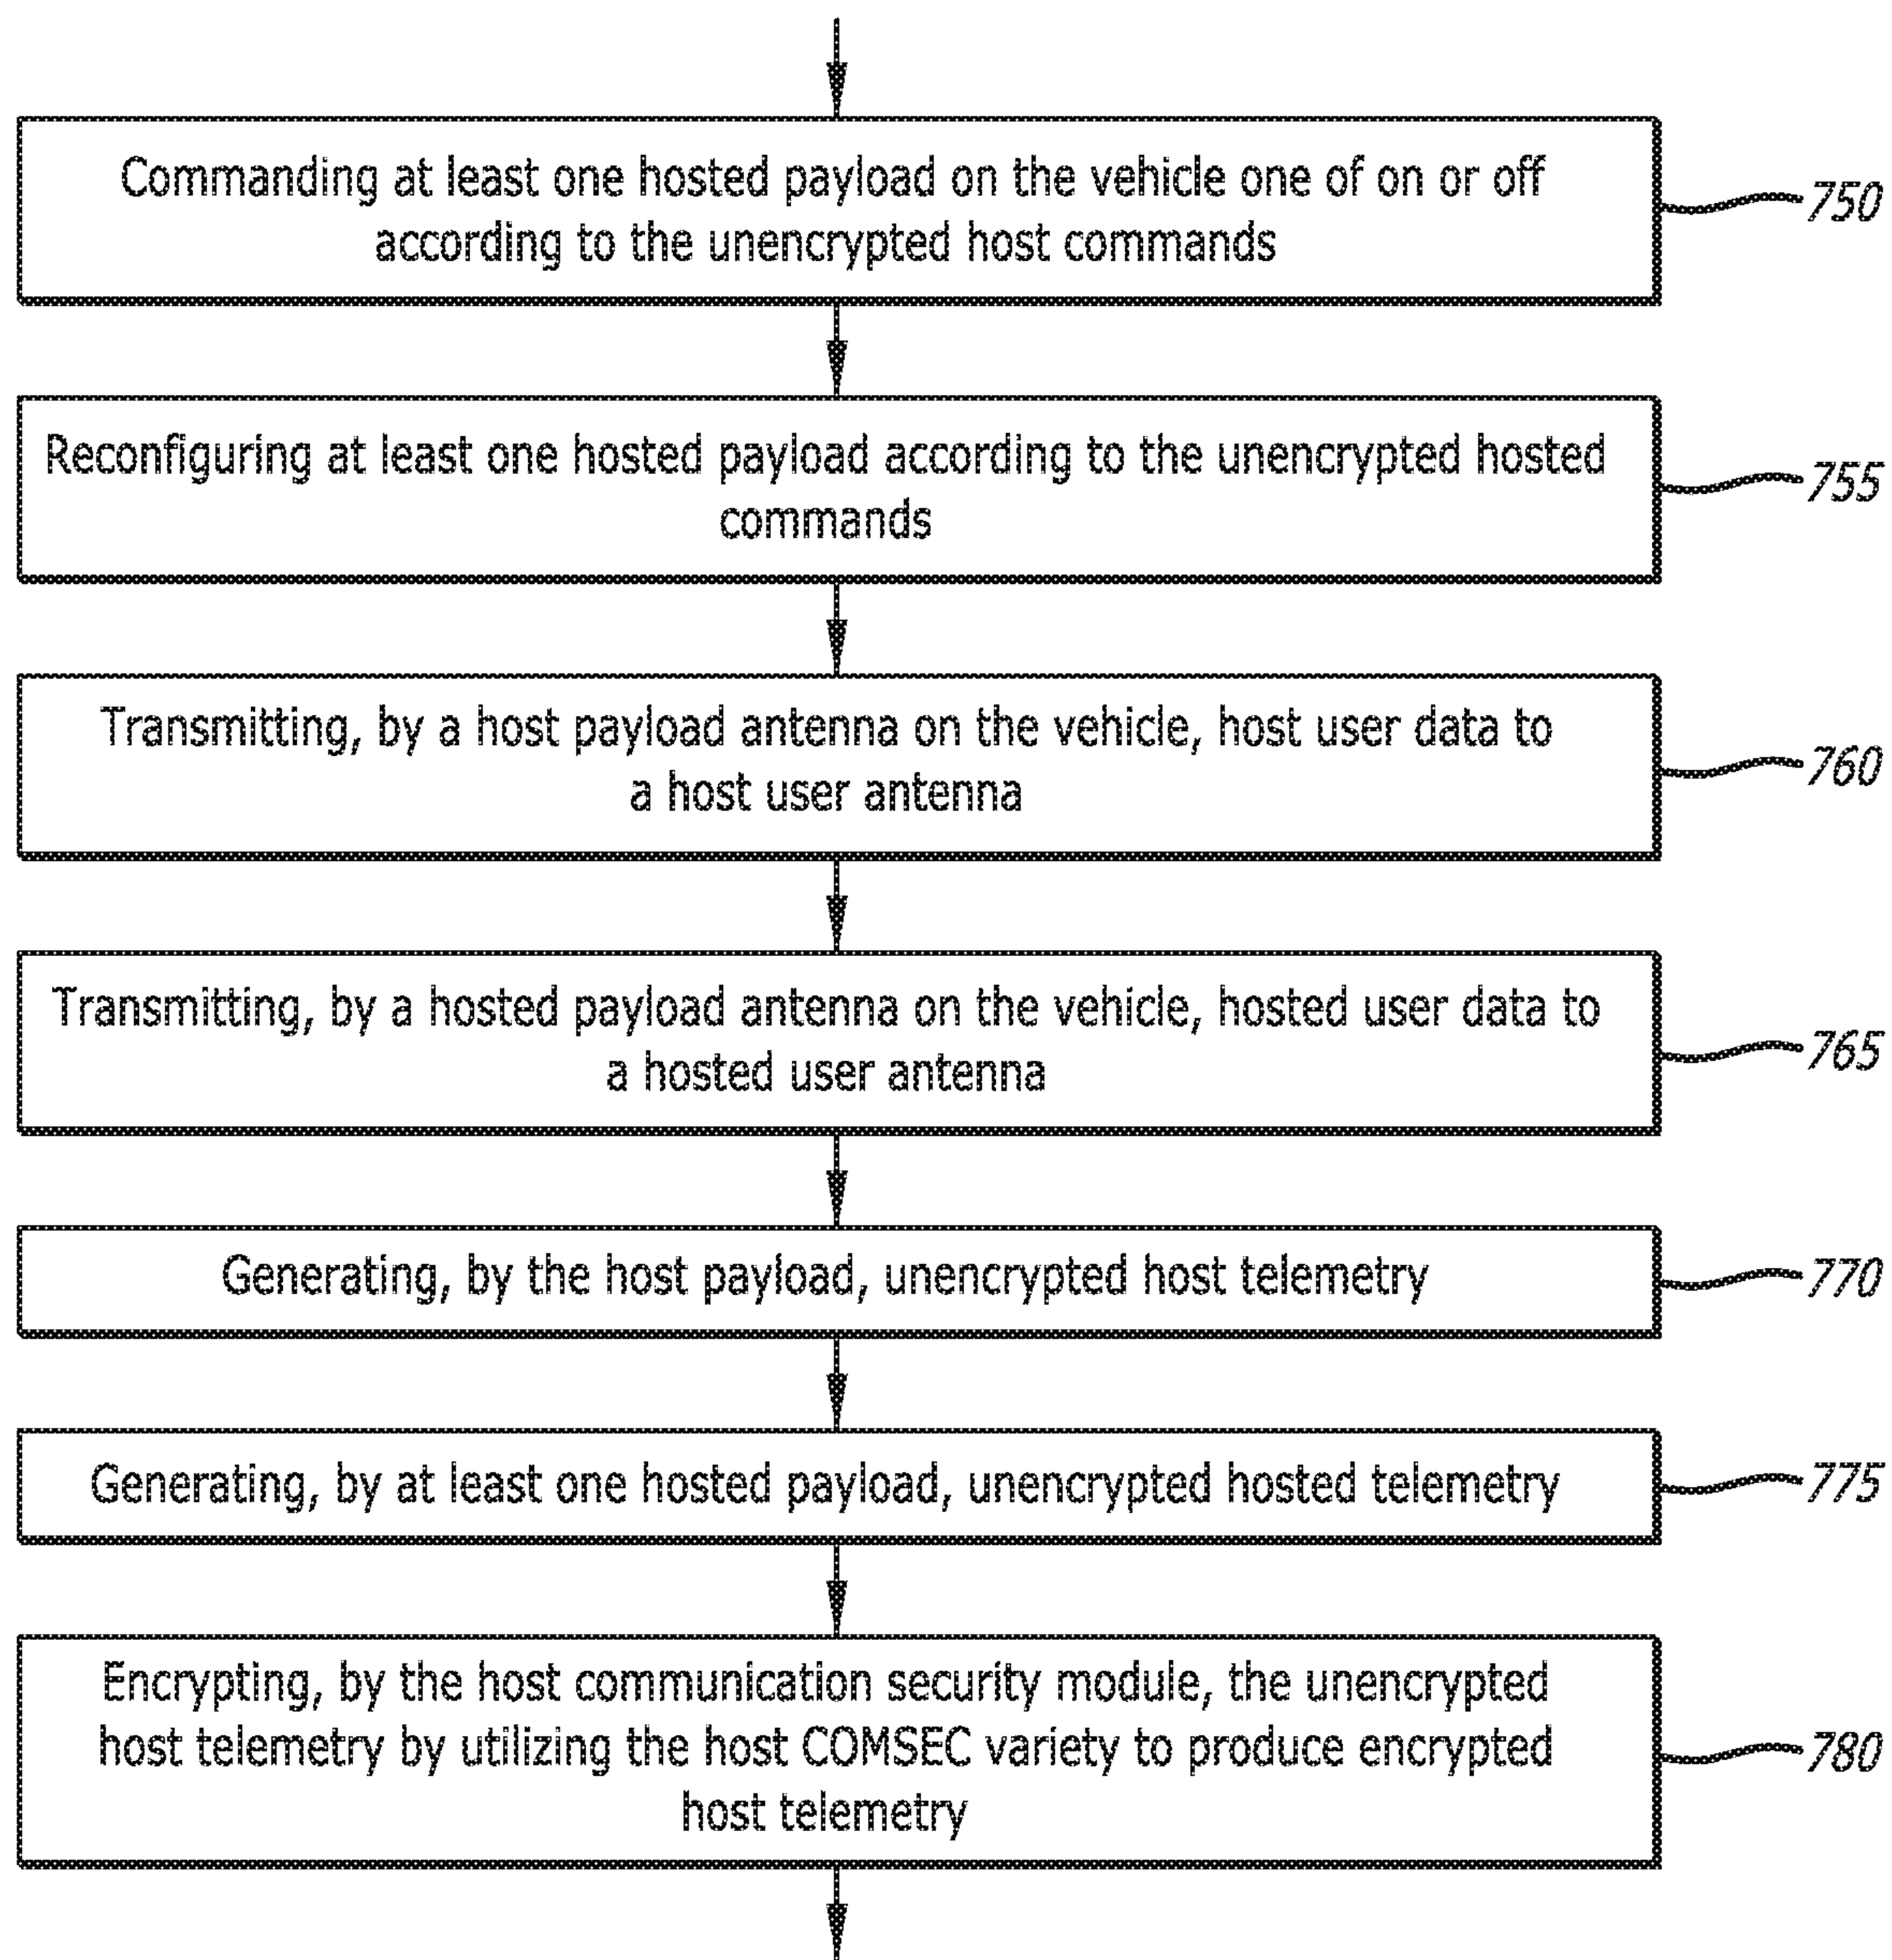 Commanding at least one hosted payload on the vehicle one of on or off
according to the unencrypted host commands
750
Reconfiguring at least one hosted payload according to the unencrypted hosted
commands
755
Transmitting, by a host payload antenna on the vehicle, host user data to
a host user antenna
760
Transmitting, by a hosted payload antenna on the vehicle, hosted user data to
a hosted user antenna
765
Generating, by the host payload, unencrypted host telemetry
770
Generating, by at least one hosted payload, unencrypted hosted telemetry
775
Encrypting, by the host communication security module, the unencrypted
host telemetry by utilizing the host COMSEC variety to produce encrypted
host telemetry
780